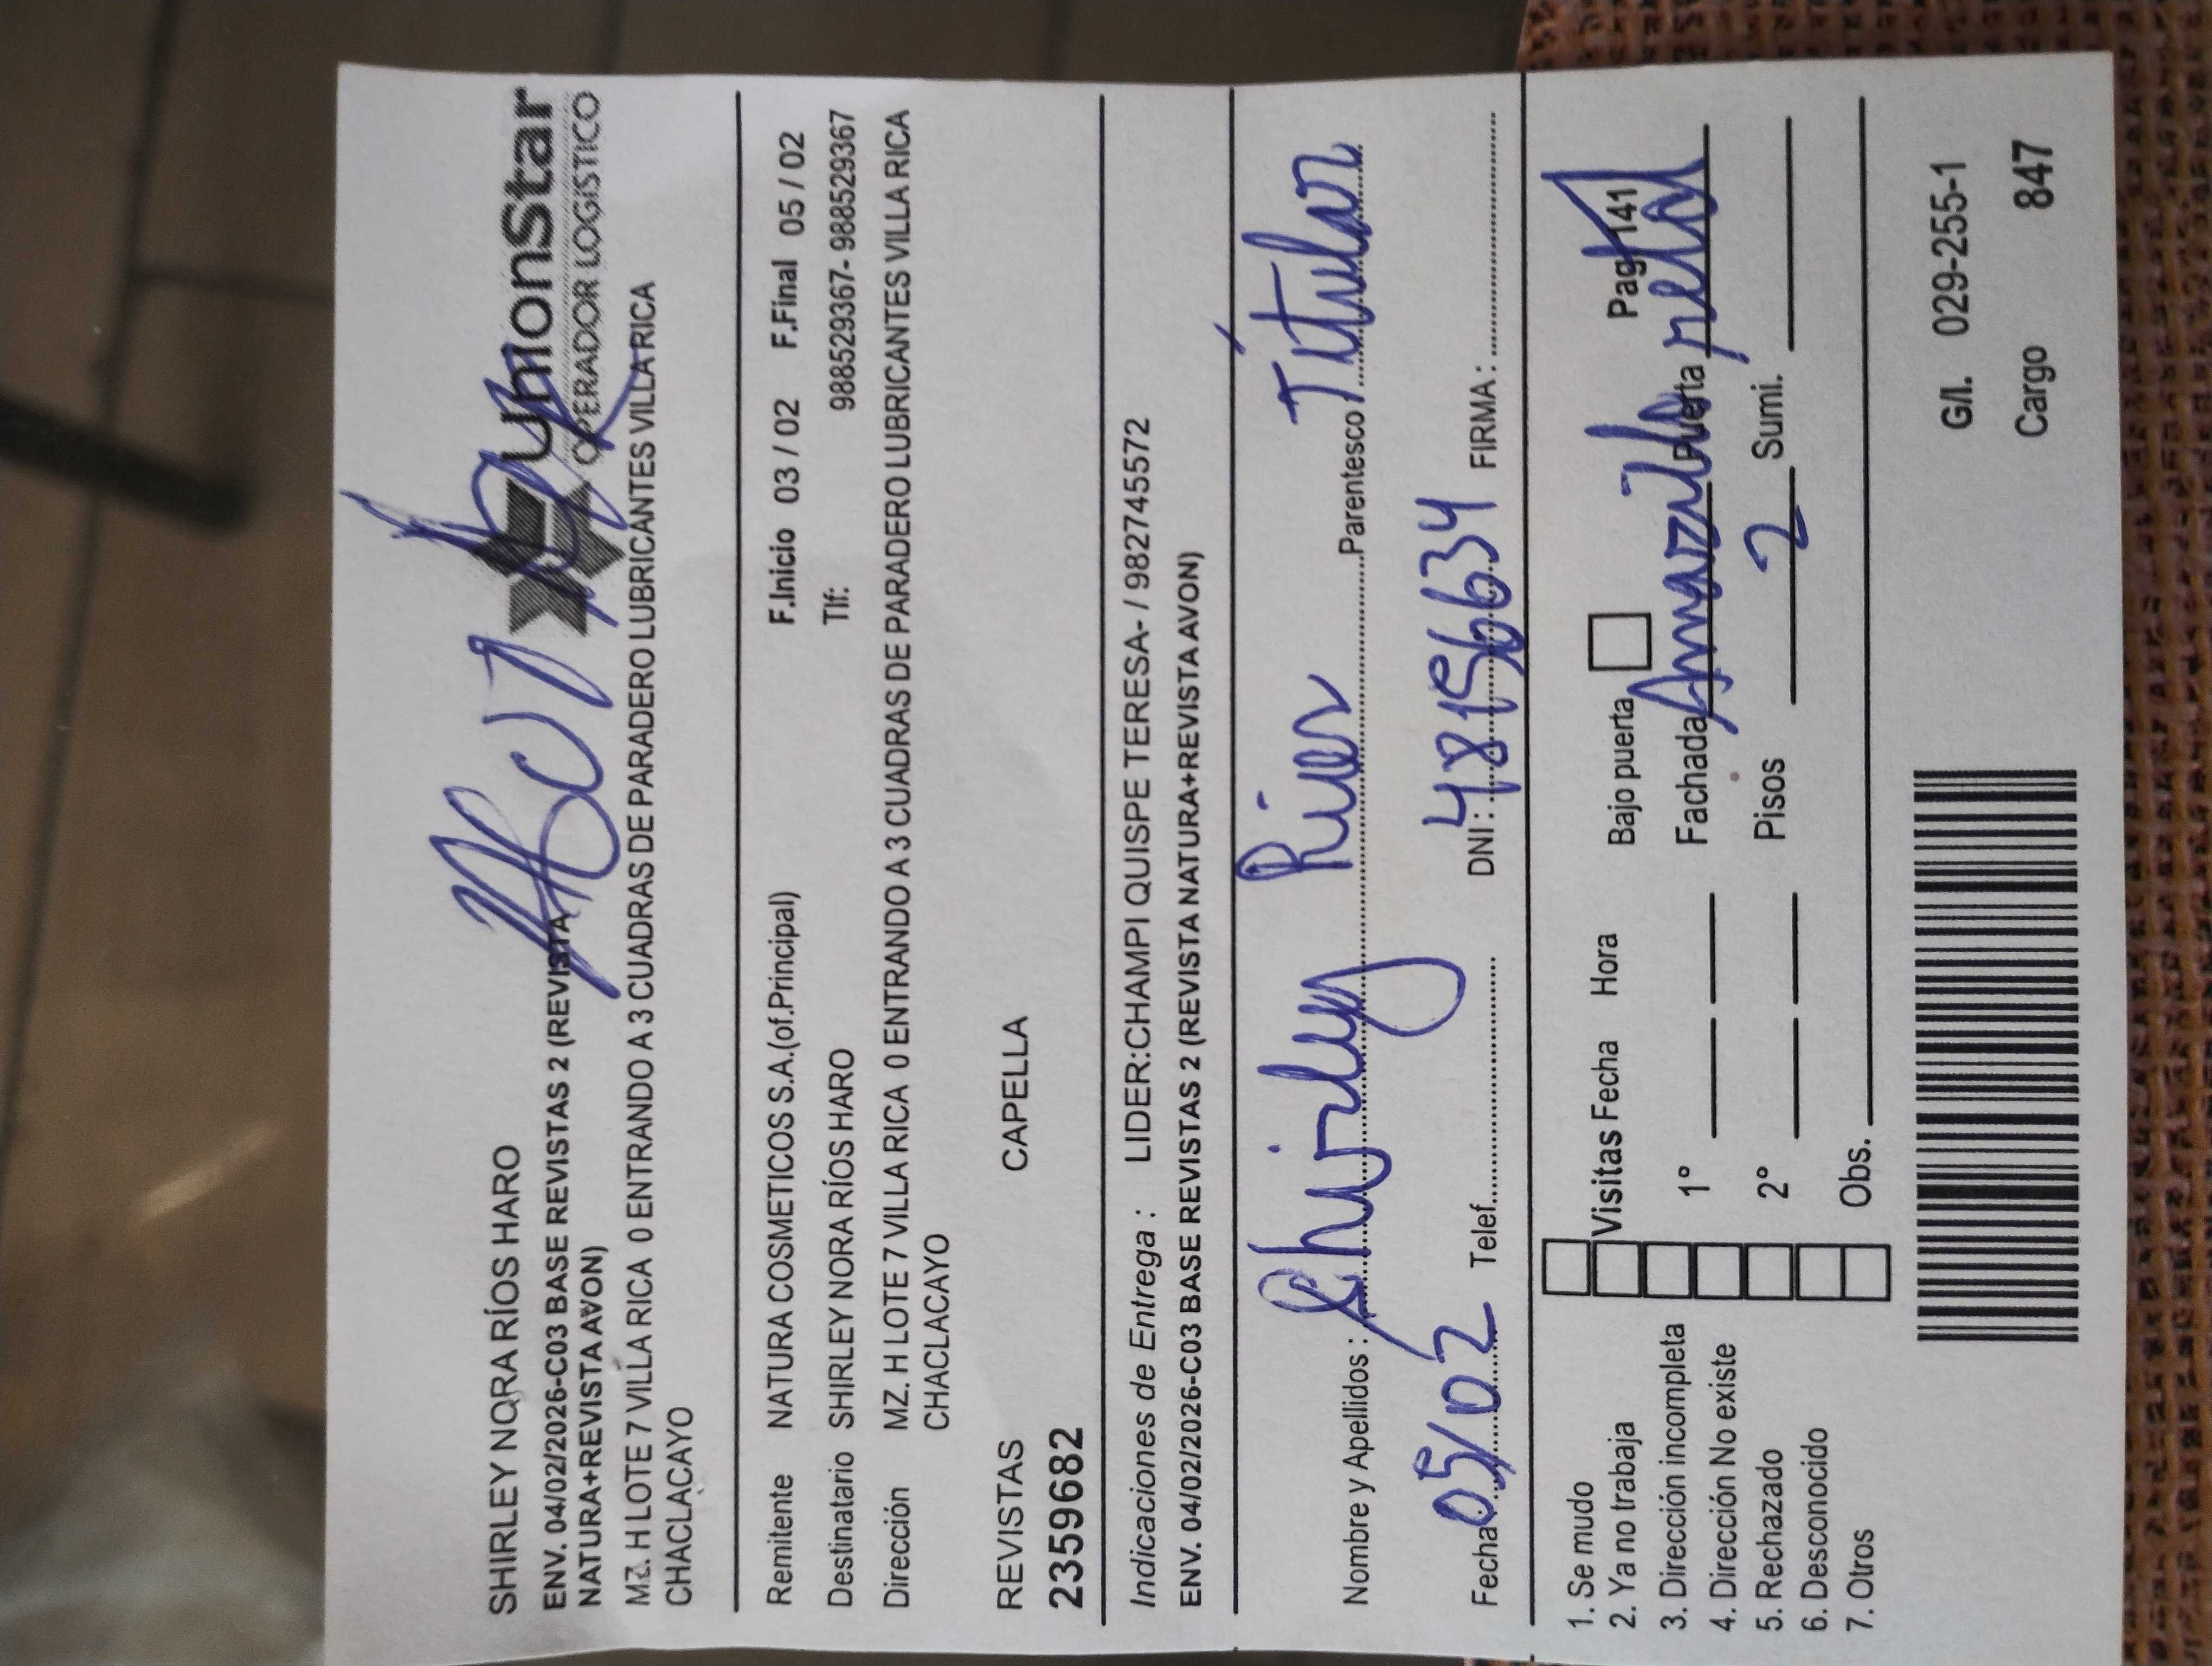 SHIRLEY NORA RÍOS HARO
UnionStar
OPERADOR LOGISTICO
ENV. 04/02/2026-C03 BASE REVISTAS 2 (REVISTA
NATURA+REVISTA AVON)
MZ. H LOTE 7 VILLA RICA 0 ENTRANDO A 3 CUADRAS DE PARADERO LUBRICANTES VILLA RICA
CHACLACAYO
Remitente NATURA COSMETICOS S.A.(of.Principal) F.Inicio 03 / 02 F.Final 05 / 02
Destinatario SHIRLEY NORA RÍOS HARO Tlf: 988529367- 988529367
Dirección MZ. H LOTE 7 VILLA RICA 0 ENTRANDO A 3 CUADRAS DE PARADERO LUBRICANTES VILLA RICA
CHACLACAYO
REVISTAS CAPELLA
2359682
Indicaciones de Entrega : LIDER:CHAMPI QUISPE TERESA- / 982745572
ENV. 04/02/2026-C03 BASE REVISTAS 2 (REVISTA NATURA+REVISTA AVON)
Nombre y Apellidos : Shirley Rios Parentesco Titular
Fecha 05/02 Telef. DNI : 48156634 FIRMA :
1. Se mudo
2. Ya no trabaja Visitas Fecha Hora Bajo puerta Pag 141
3. Dirección incompleta
4. Dirección No existe 1° Fachada Amarillo Puerta
5. Rechazado 2° Pisos 2 Sumi.
6. Desconocido
7. Otros Obs.
G/I. 029-255-1
Cargo 847